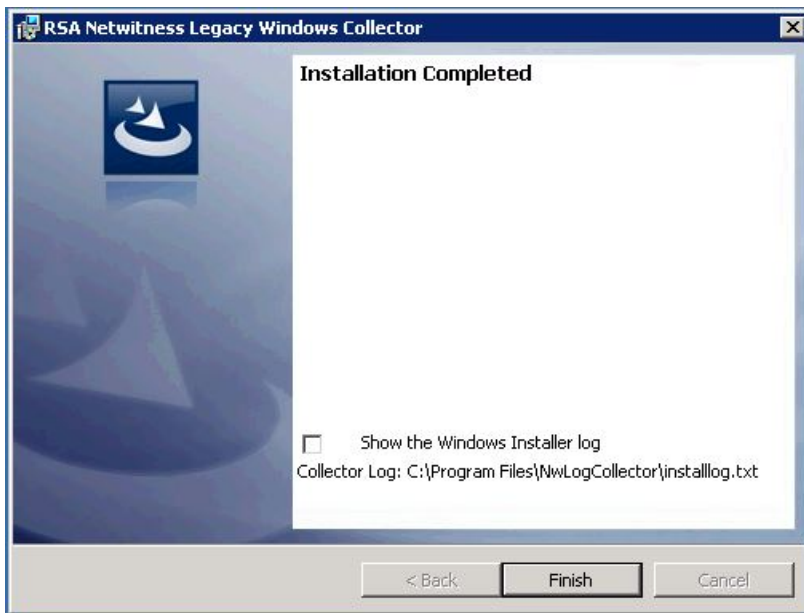 RSA Netwitness Legacy Windows Collector
Installation Completed
Show the Windows Installer log
Collector Log: C:\Program Files\NwLogCollector\installlog.txt
< Back
Finish
Cancel